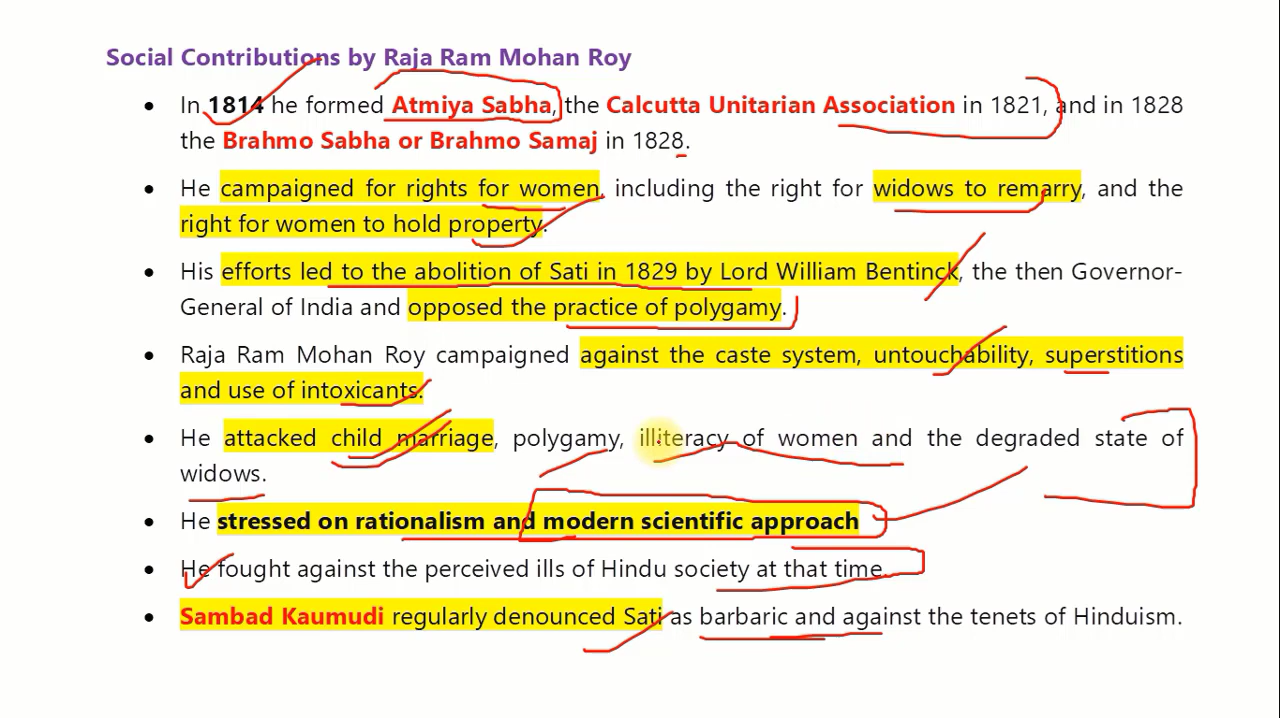 Social Contributions by Raja Ram Mohan Roy
• In 1814 he formed Atmiya Sabha, the Calcutta Unitarian Association in 1821, and in 1828
the Brahmo Sabha or Brahmo Samaj in 1828.
• He campaigned for rights for women, including the right for widows to remarry, and the
right for women to hold property.
• His efforts led to the abolition of Sati in 1829 by Lord William Bentinck, the then Governor-
General of India and opposed the practice of polygamy.
• Raja Ram Mohan Roy campaigned against the caste system, untouchability, superstitions
and use of intoxicants.
• He attacked child marriage, polygamy, illiteracy of women and the degraded state of
widows.
• He stressed on rationalism and modern scientific approach
• He fought against the perceived ills of Hindu society at that time.
• Sambad Kaumudi regularly denounced Sati as barbaric and against the tenets of Hinduism.